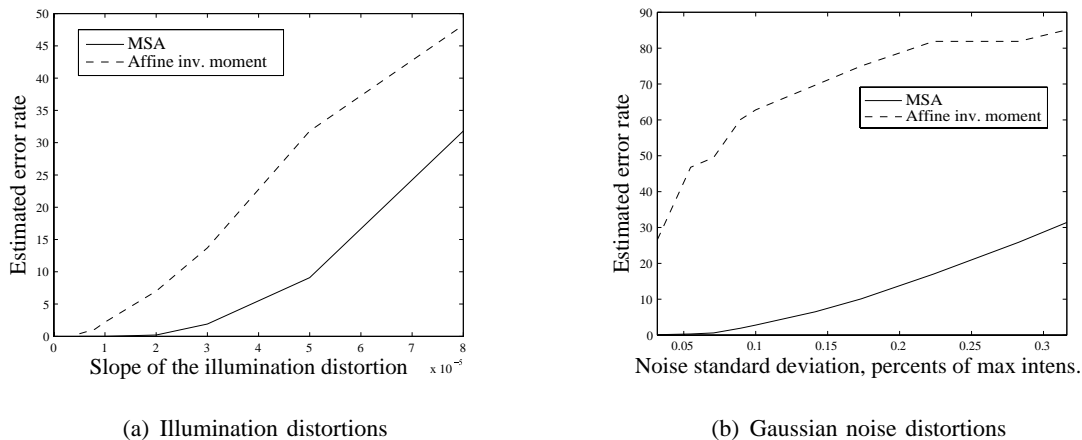 50
45
40
35
30
25
20
15
10
5
0
Estimated error rate
MSA
Affine inv. moment
0 1 2 3 4 5 6 7 8
Slope of the illumination distortion
x 10⁻⁵
(a) Illumination distortions
90
80
70
60
50
40
30
20
10
0
Estimated error rate
MSA
Affine inv. moment
0.05 0.1 0.15 0.2 0.25 0.3
Noise standard deviation, percents of max intens.
(b) Gaussian noise distortions